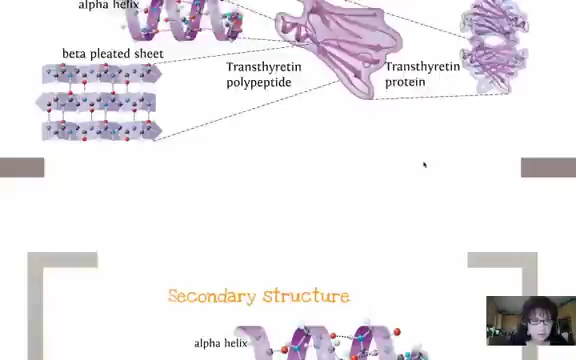 alpha helix
beta pleated sheet
Transthyretin
polypeptide
Transthyretin
protein
Secondary structure
alpha helix